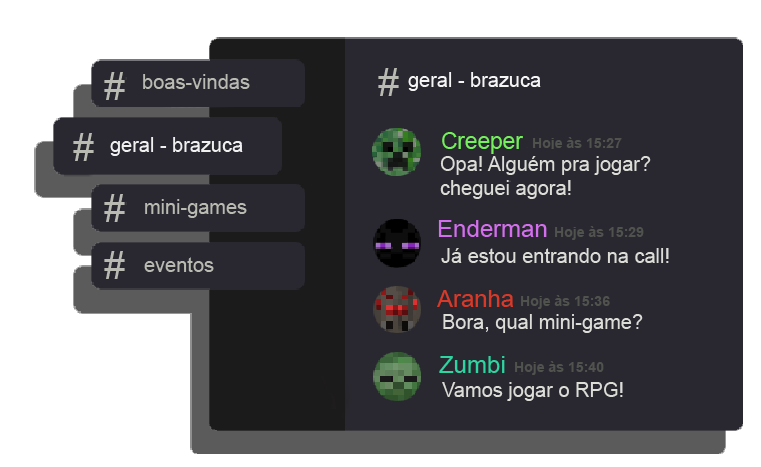 # boas-vindas
# geral - brazuca
# mini-games
# eventos
# geral - brazuca
Creeper Hoje às 15:27
Opa! Alguém pra jogar?
cheguei agora!
Enderman Hoje às 15:29
Já estou entrando na call!
Aranha Hoje às 15:36
Bora, qual mini-game?
Zumbi Hoje às 15:40
Vamos jogar o RPG!